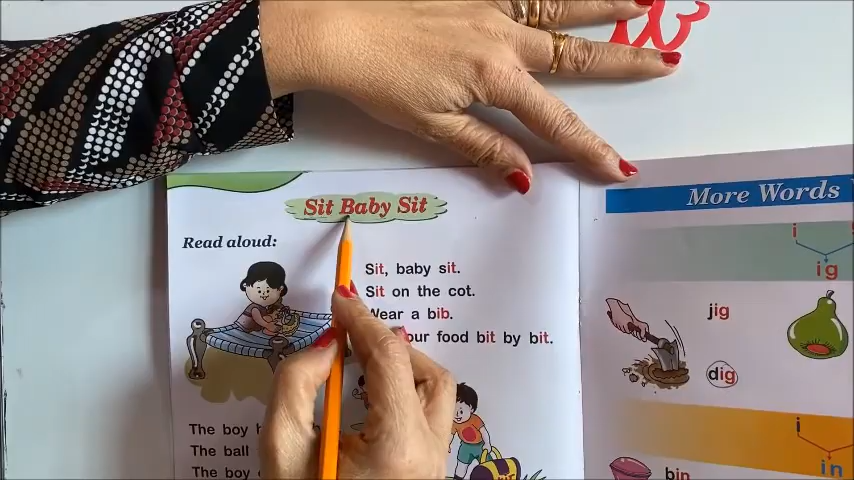 Sit Baby Sit
Read aloud:
Sit, baby sit.
Sit on the cot.
Wear a bib.
food bit by bit.
The boy
The ball
The boy
More Words
i
ig
jig
dig
i
in
bin